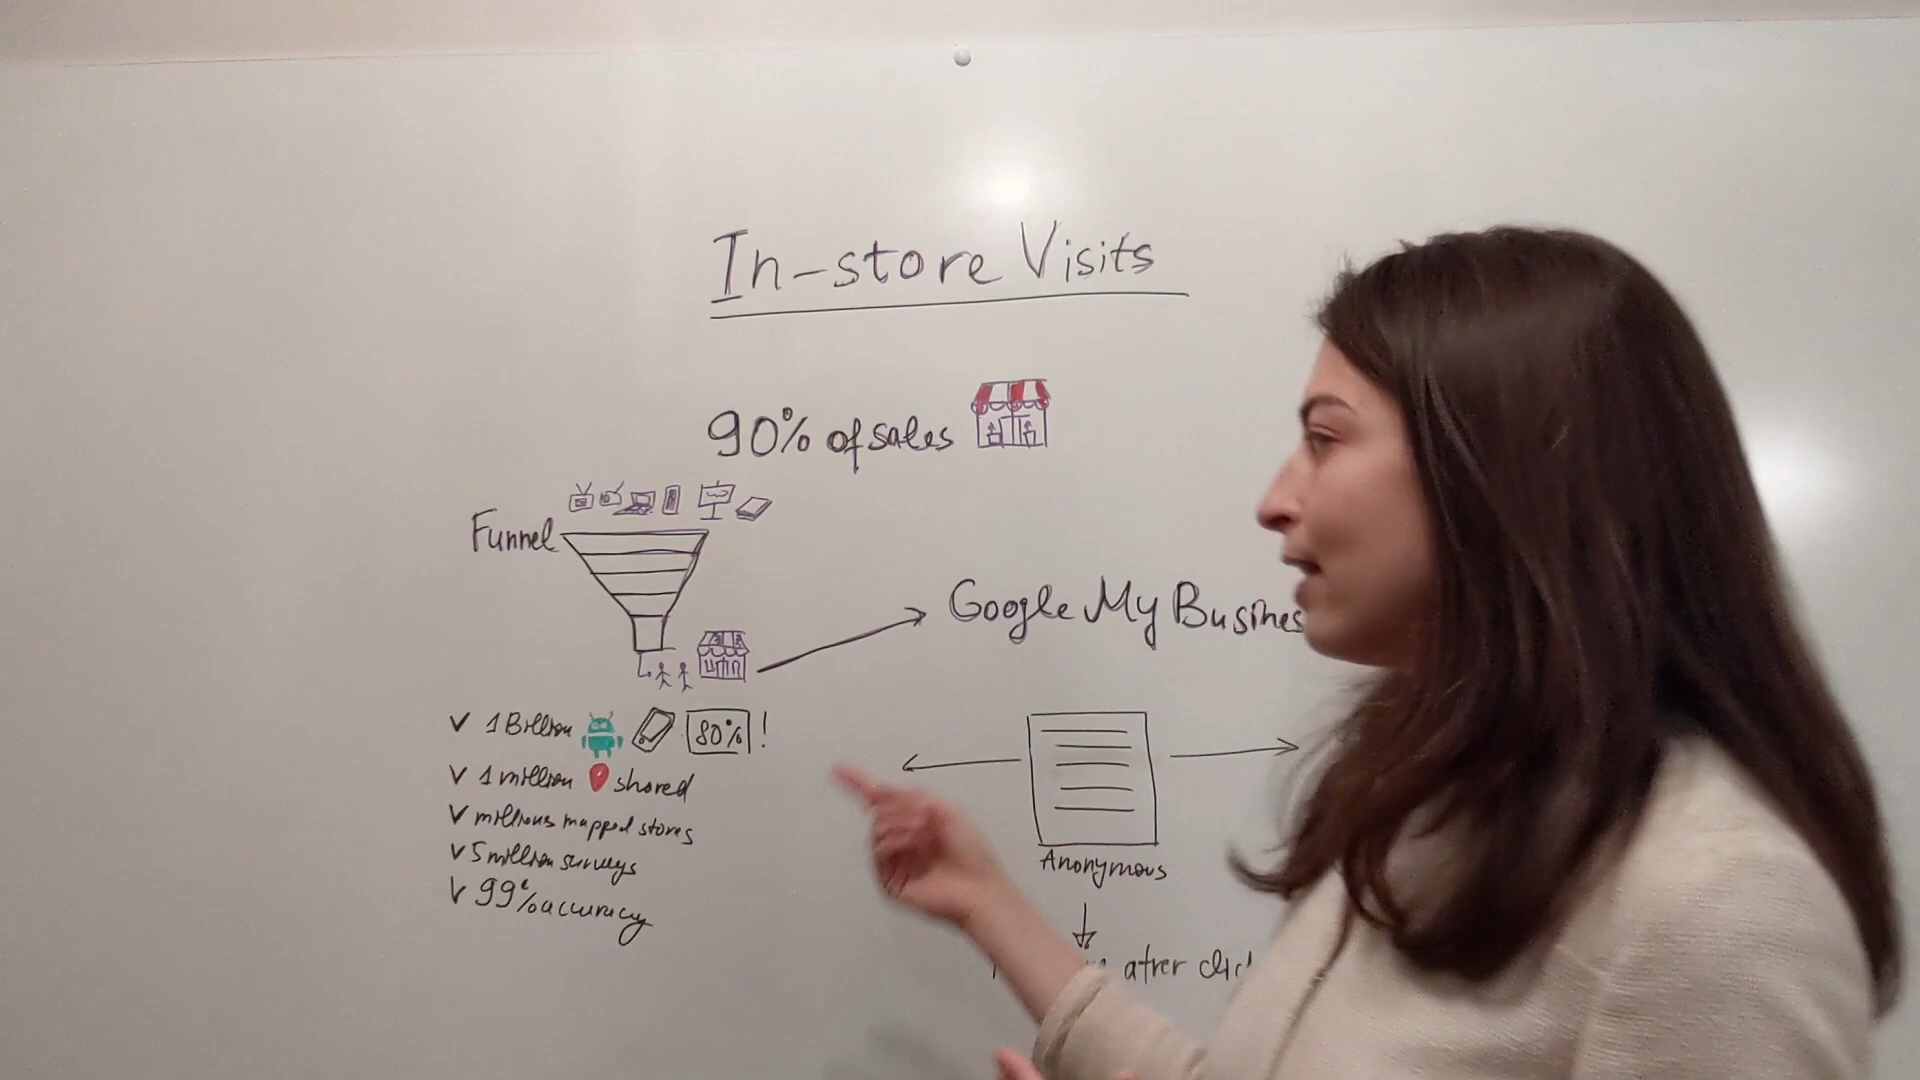 In-store Visits
90% of sales
Funnel
Google My Busines
✓ 1 Billion 80% !
✓ 1 million shared
✓ millions mapped stores
✓ 5 million surveys
✓ 99% accuracy
Anonymous
atrer